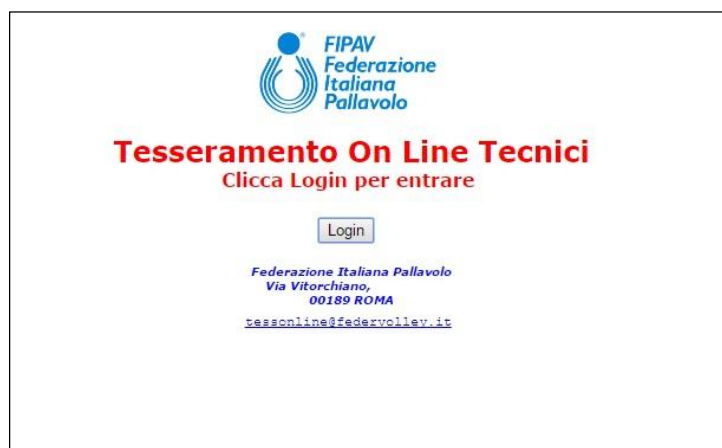 FIPAV
Federazione
Italiana
Pallavolo
Tesseramento On Line Tecnici
Clicca Login per entrare
Login
Federazione Italiana Pallavolo
Via Vitorchiano,
00189 ROMA
tessonline@federvolley.it